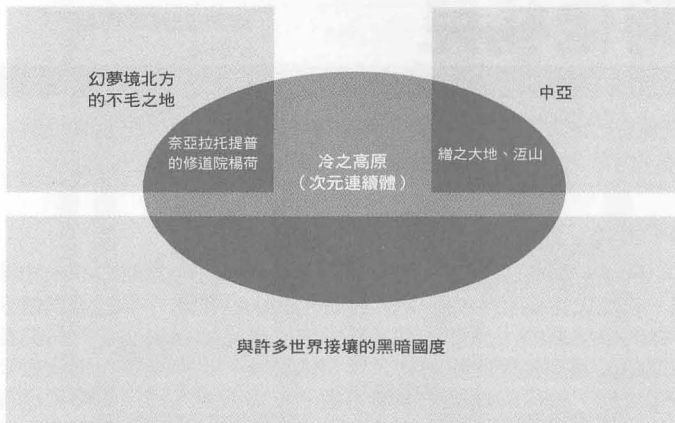 幻夢境北方
的不毛之地
中亞
奈亞拉托提普
的修道院楊荷
冷之高原
（次元連續體）
繒之大地、冱山
與許多世界接壤的黑暗國度